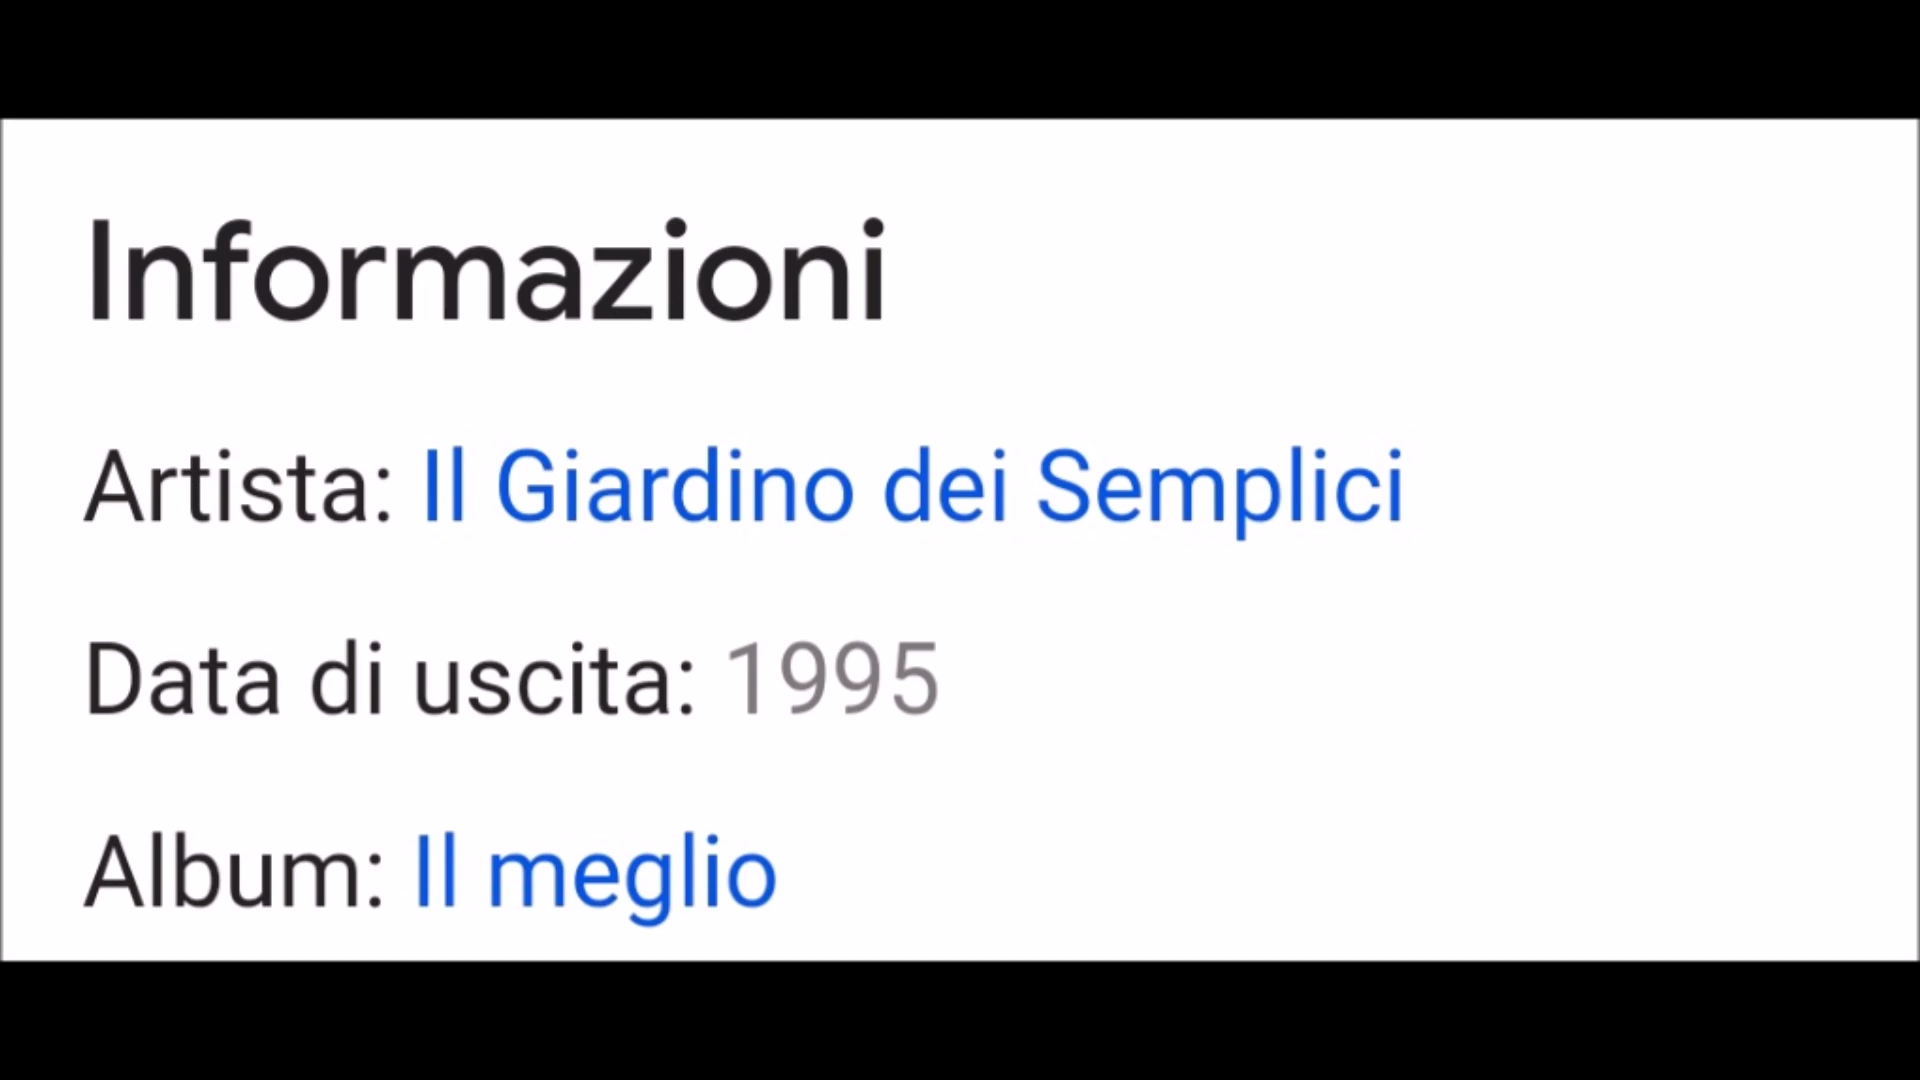 Informazioni
Artista: Il Giardino dei Semplici
Data di uscita: 1995
Album: Il meglio